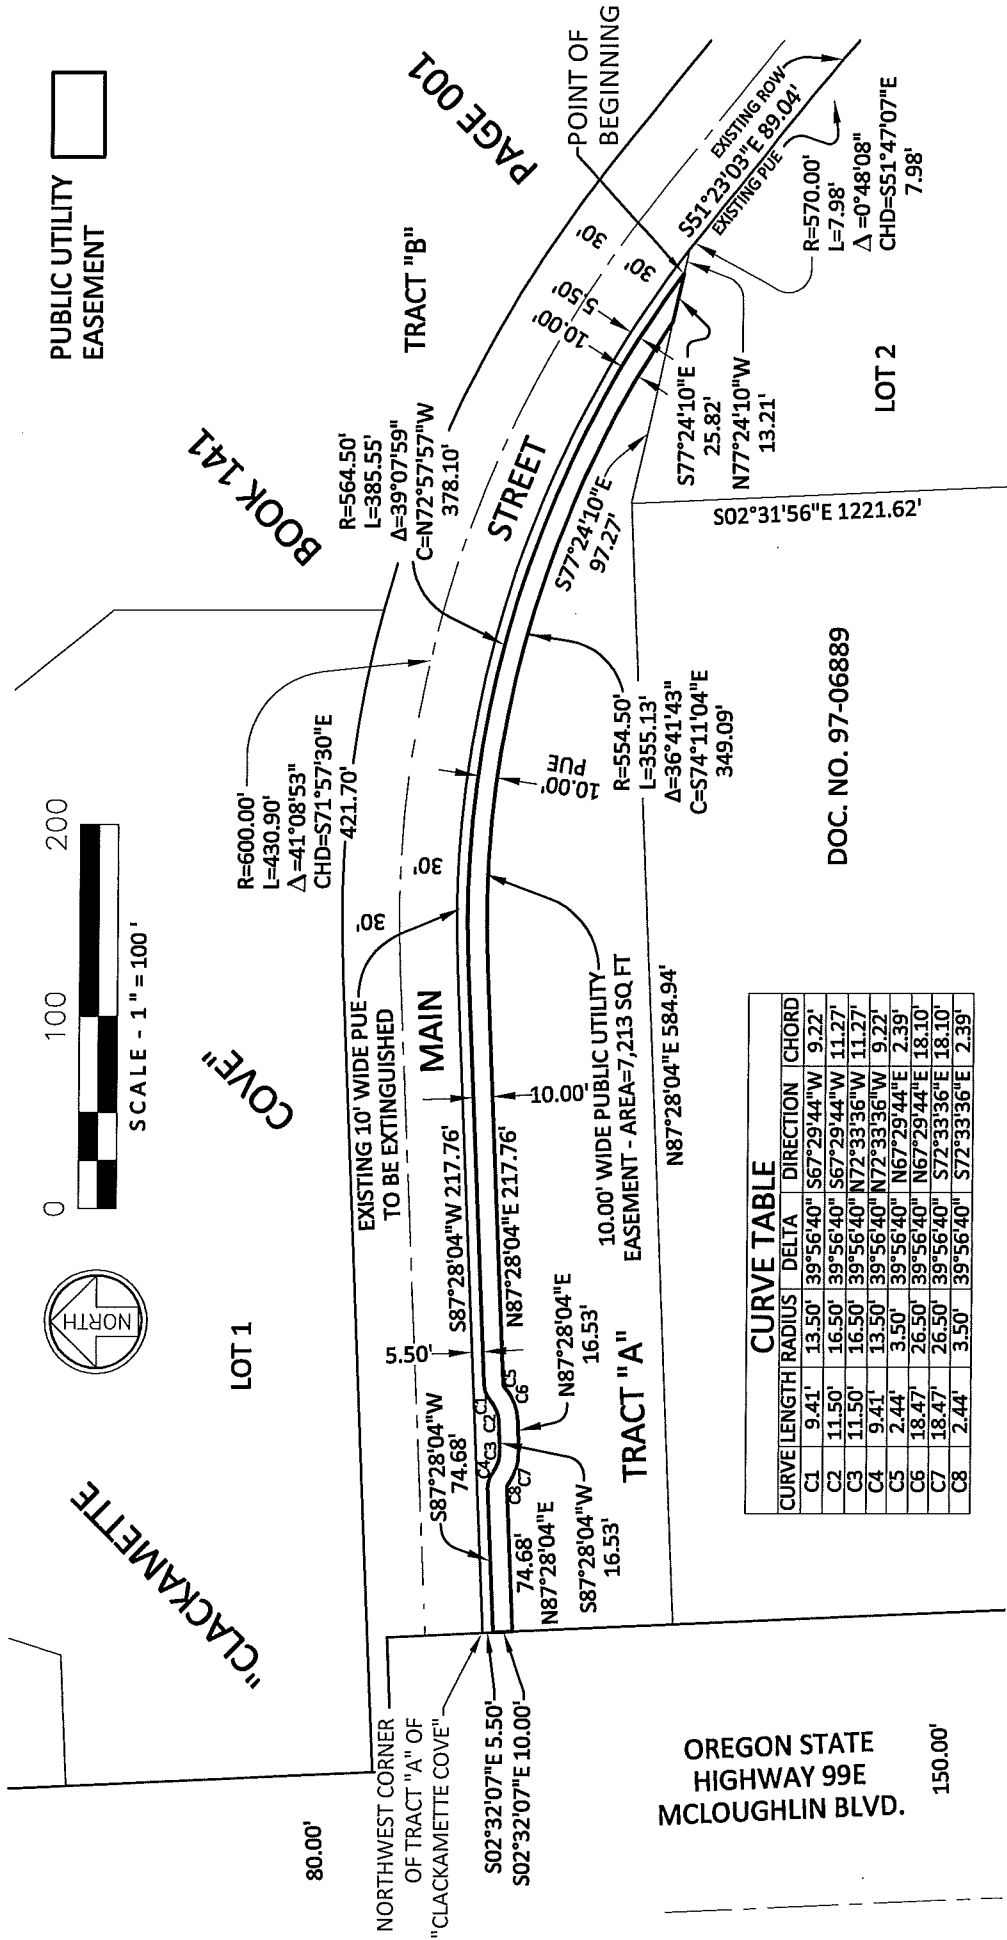 PUBLIC UTILITY
EASEMENT
0
100
200
SCALE - 1" = 100'
NORTH
"CLACKAMETTE
COVE"
BOOK 141
PAGE 001
LOT 1
TRACT "B"
POINT OF
BEGINNING
R=600.00'
L=430.90'
Δ=41°08'53"
CHD=S71°57'30"E
421.70'
R=564.50'
L=385.55'
Δ=39°07'59"
C=N72°57'57"W
378.10'
30'
30'
30'
30'
5.50'
10.00'
MAIN
STREET
EXISTING ROW
S51°23'03"E 89.04'
EXISTING PUE
R=570.00'
L=7.98'
Δ=0°48'08"
CHD=S51°47'07"E
7.98'
S77°24'10"E
25.82'
N77°24'10"W
13.21'
LOT 2
S77°24'10"E
97.27'
S02°31'56"E 1221.62'
EXISTING 10' WIDE PUE
TO BE EXTINGUISHED
10.00'
PUE
R=554.50'
L=355.13'
Δ=36°41'43"
C=S74°11'04"E
349.09'
S87°28'04"W 217.76'
N87°28'04"E 217.76'
10.00'
10.00' WIDE PUBLIC UTILITY
EASEMENT - AREA=7,213 SQ FT
N87°28'04"E 584.94'
5.50'
S87°28'04"W
74.68'
C4
C3
C2
C1
C8
C7
C6
C5
N87°28'04"E
16.53'
74.68'
N87°28'04"E
S87°28'04"W
16.53'
TRACT "A"
DOC. NO. 97-06889
80.00'
NORTHWEST CORNER
OF TRACT "A" OF
"CLACKAMETTE COVE"
S02°32'07"E 5.50'
S02°32'07"E 10.00'
OREGON STATE
HIGHWAY 99E
MCLOUGHLIN BLVD.
150.00'
CURVE TABLE
CURVE LENGTH RADIUS DELTA DIRECTION CHORD
C1 9.41' 13.50' 39°56'40" S67°29'44"W 9.22'
C2 11.50' 16.50' 39°56'40" S67°29'44"W 11.27'
C3 11.50' 16.50' 39°56'40" N72°33'36"W 11.27'
C4 9.41' 13.50' 39°56'40" N72°33'36"W 9.22'
C5 2.44' 3.50' 39°56'40" N67°29'44"E 2.39'
C6 18.47' 26.50' 39°56'40" N67°29'44"E 18.10'
C7 18.47' 26.50' 39°56'40" S72°33'36"E 18.10'
C8 2.44' 3.50' 39°56'40" S72°33'36"E 2.39'